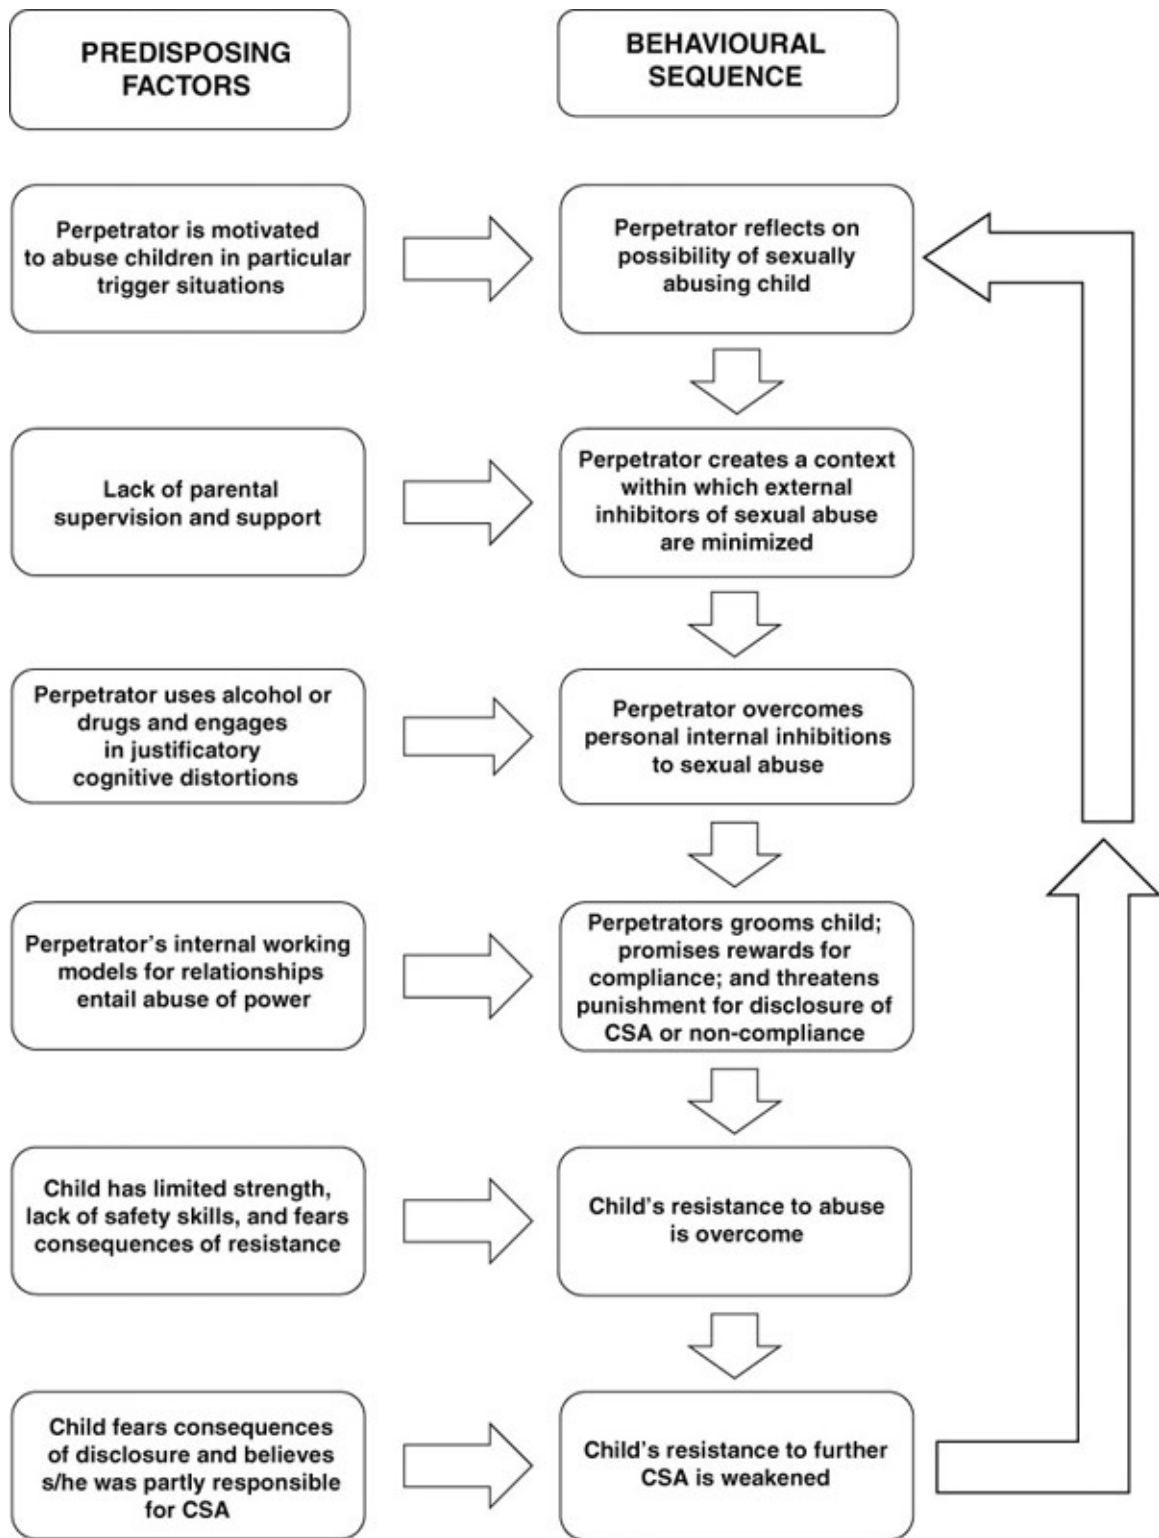 PREDISPOSING
FACTORS
BEHAVIOURAL
SEQUENCE
Perpetrator is motivated
to abuse children in particular
trigger situations
Perpetrator reflects on
possibility of sexually
abusing child
Lack of parental
supervision and support
Perpetrator creates a context
within which external
inhibitors of sexual abuse
are minimized
Perpetrator uses alcohol or
drugs and engages
in justificatory
cognitive distortions
Perpetrator overcomes
personal internal inhibitions
to sexual abuse
Perpetrator's internal working
models for relationships
entail abuse of power
Perpetrators grooms child;
promises rewards for
compliance; and threatens
punishment for disclosure of
CSA or non-compliance
Child has limited strength,
lack of safety skills, and fears
consequences of resistance
Child's resistance to abuse
is overcome
Child fears consequences
of disclosure and believes
s/he was partly responsible
for CSA
Child's resistance to further
CSA is weakened